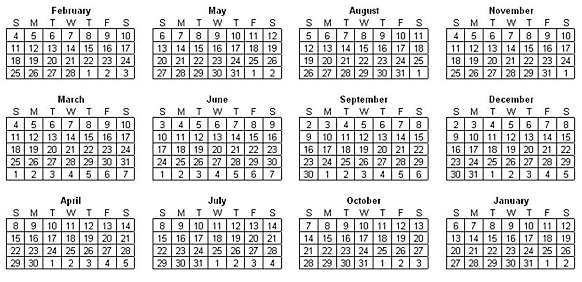 February
S M T W T F S
4 5 6 7 8 9 10
11 12 13 14 15 16 17
18 19 20 21 22 23 24
25 26 27 28 1 2 3
May
S M T W T F S
6 7 8 9 10 11 12
13 14 15 16 17 18 19
20 21 22 23 24 25 26
27 28 29 30 31 1 2
August
S M T W T F S
5 6 7 8 9 10 11
12 13 14 15 16 17 18
19 20 21 22 23 24 25
26 27 28 29 30 31 1
November
S M T W T F S
4 5 6 7 8 9 10
11 12 13 14 15 16 17
18 19 20 21 22 23 24
25 26 27 28 29 30 1
March
S M T W T F S
4 5 6 7 8 9 10
11 12 13 14 15 16 17
18 19 20 21 22 23 24
25 26 27 28 29 30 31
1 2 3 4 5 6 7
June
S M T W T F S
3 4 5 6 7 8 9
10 11 12 13 14 15 16
17 18 19 20 21 22 23
24 25 26 27 28 29 30
1 2 3 4 5 6 7
September
S M T W T F S
2 3 4 5 6 7 8
9 10 11 12 13 14 15
16 17 18 19 20 21 22
23 24 25 26 27 28 29
30 1 2 3 4 5 6
December
S M T W T F S
2 3 4 5 6 7 8
9 10 11 12 13 14 15
16 17 18 19 20 21 22
23 24 25 26 27 28 29
30 31 1 2 3 4 5
April
S M T W T F S
8 9 10 11 12 13 14
15 16 17 18 19 20 21
22 23 24 25 26 27 28
29 30 1 2 3 4 5
July
S M T W T F S
8 9 10 11 12 13 14
15 16 17 18 19 20 21
22 23 24 25 26 27 28
29 30 31 1 2 3 4
October
S M T W T F S
7 8 9 10 11 12 13
14 15 16 17 18 19 20
21 22 23 24 25 26 27
28 29 30 31 1 2 3
January
S M T W T F S
6 7 8 9 10 11 12
13 14 15 16 17 18 19
20 21 22 23 24 25 26
27 28 29 30 31 1 2